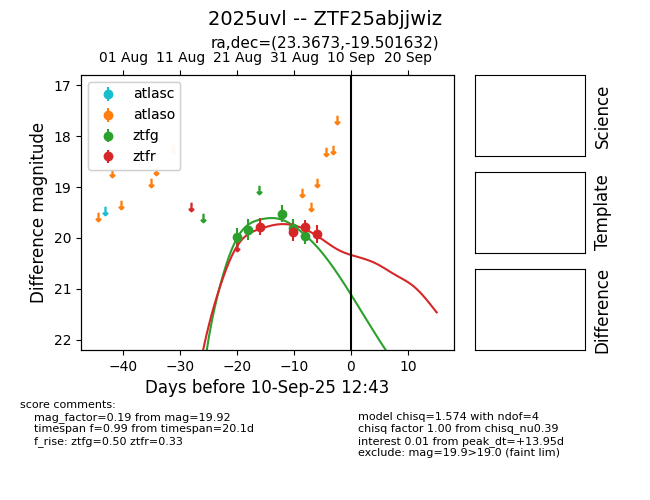 2025uvl -- ZTF25abjjwiz
ra,dec=(23.3673,-19.501632)
01 Aug 11 Aug 21 Aug 31 Aug 10 Sep 20 Sep
atlasc
atlaso
ztfg
ztfr
17
18
19
20
21
22
Difference magnitude
−40 −30 −20 −10 0 10
Days before 10-Sep-25 12:43
Science
Template
Difference
score comments:
mag_factor=0.19 from mag=19.92
timespan f=0.99 from timespan=20.1d
f_rise: ztfg=0.50 ztfr=0.33
model chisq=1.574 with ndof=4
chisq factor 1.00 from chisq_nu0.39
interest 0.01 from peak_dt=+13.95d
exclude: mag=19.9>19.0 (faint lim)